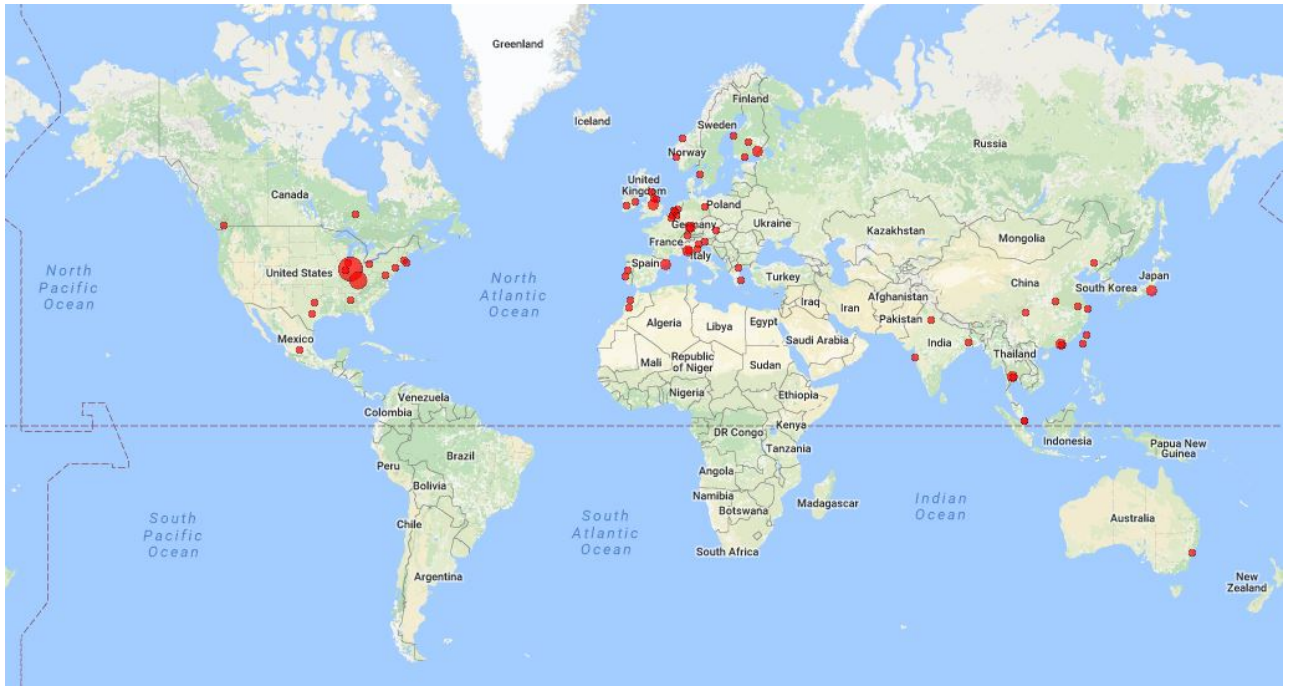 Greenland
Iceland
Finland
Sweden
Norway
Russia
United
Kingdom
Canada
Poland
Germany
Ukraine
Kazakhstan
Mongolia
France
Italy
Spain
Turkey
North
Pacific
Ocean
United States
North
Atlantic
Ocean
China
Japan
South Korea
Afghanistan
Iraq
Iran
Pakistan
Algeria
Libya
Egypt
Saudi Arabia
India
Mexico
Mali
Republic
of Niger
Sudan
Thailand
Nigeria
Ethiopia
Venezuela
Colombia
DR Congo
Kenya
Tanzania
Indonesia
Papua New
Guinea
Brazil
Peru
Bolivia
Angola
Namibia
Botswana
Madagascar
Indian
Ocean
South
Pacific
Ocean
South
Atlantic
Ocean
Chile
Australia
South Africa
Argentina
New
Zealand